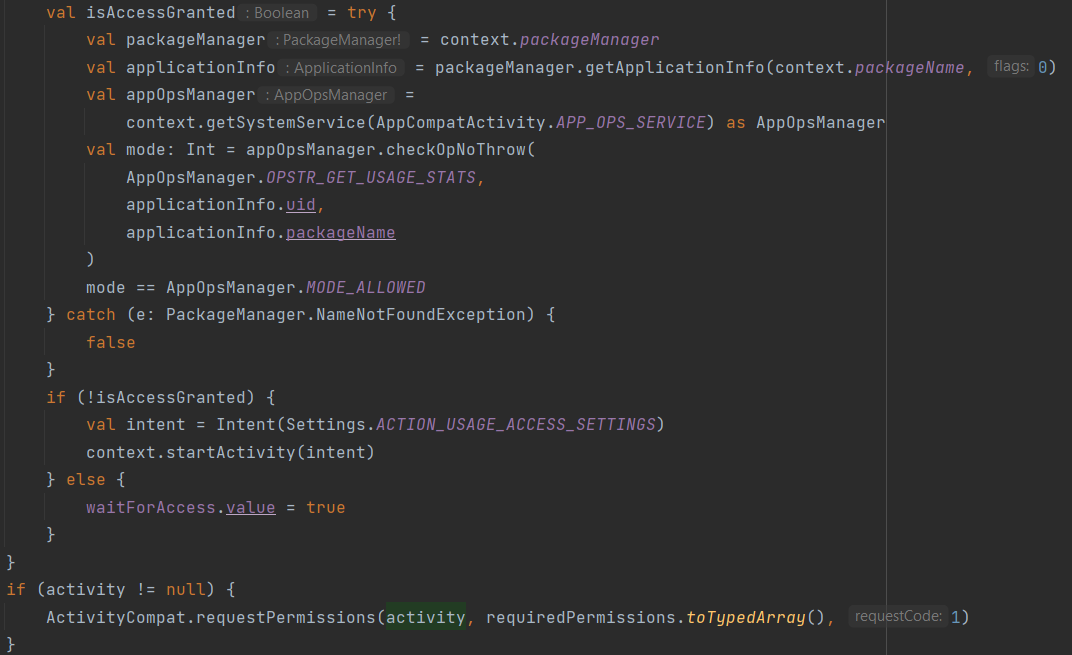 val isAccessGranted : Boolean = try {
val packageManager : PackageManager! = context.packageManager
val applicationInfo : ApplicationInfo = packageManager.getApplicationInfo(context.packageName, flags: 0)
val appOpsManager : AppOpsManager =
context.getSystemService(AppCompatActivity.APP_OPS_SERVICE) as AppOpsManager
val mode: Int = appOpsManager.checkOpNoThrow(
AppOpsManager.OPSTR_GET_USAGE_STATS,
applicationInfo.uid,
applicationInfo.packageName
)
mode == AppOpsManager.MODE_ALLOWED
} catch (e: PackageManager.NameNotFoundException) {
false
}
if (!isAccessGranted) {
val intent = Intent(Settings.ACTION_USAGE_ACCESS_SETTINGS)
context.startActivity(intent)
} else {
waitForAccess.value = true
}
}
if (activity != null) {
ActivityCompat.requestPermissions(activity, requiredPermissions.toTypedArray(), requestCode: 1)
}